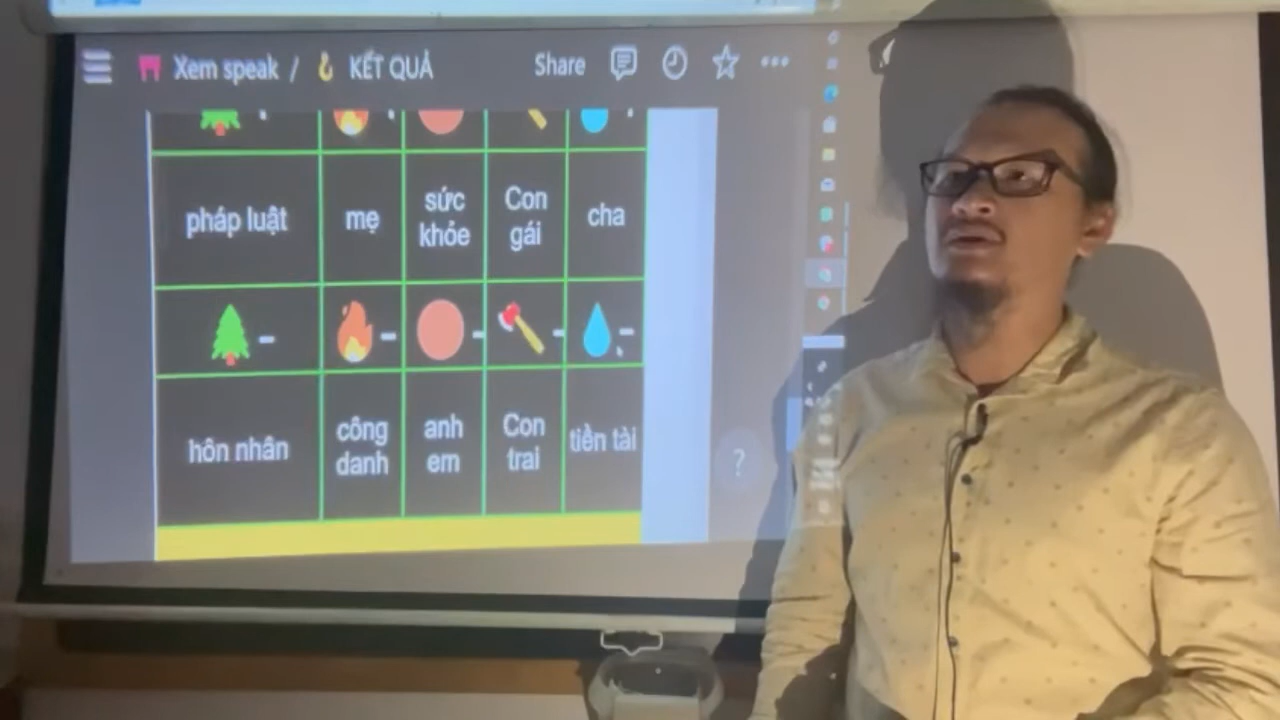 Xem speak / KẾT QUẢ Share
pháp luật
mẹ
sức
khỏe
Con
gái
cha
hôn nhân
công
danh
anh
em
Con
trai
tiền tài
?